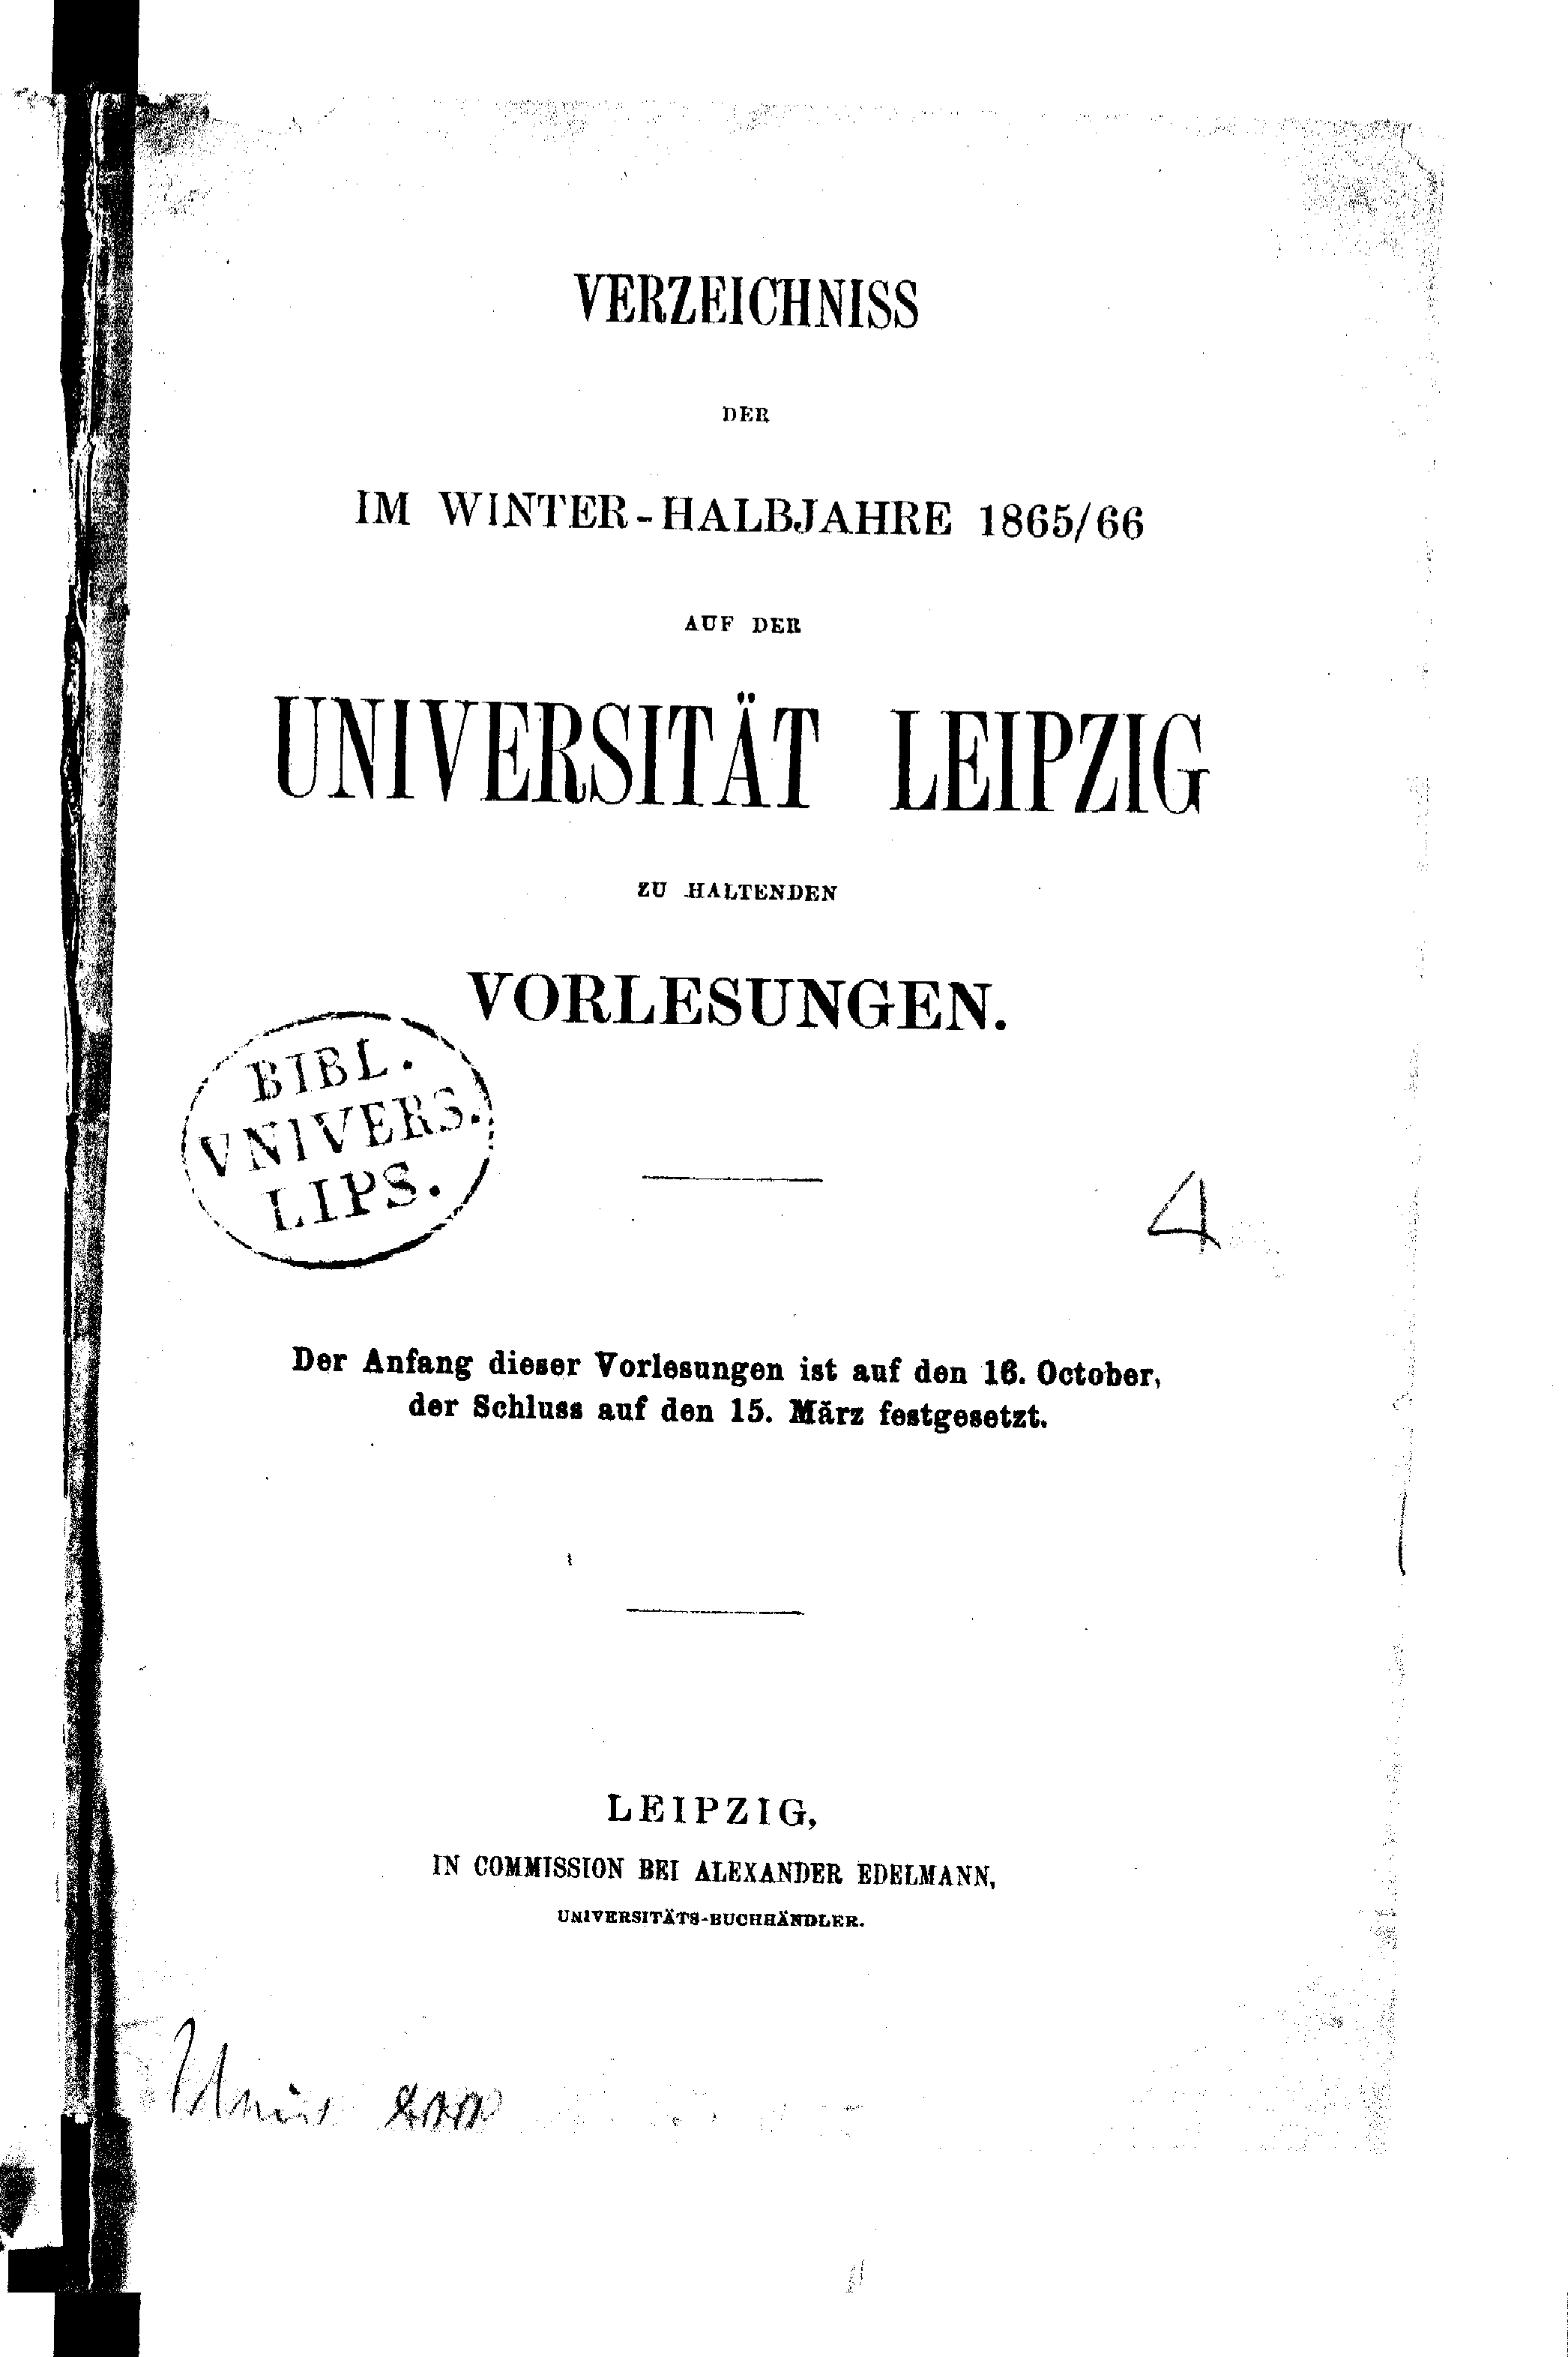 VERZEICHNISS
DER
IM WINTER-HALBJAHRE 1865/66
AUF DER
UNIVERSITÄT LEIPZIG
ZU HALTENDEN
VORLESUNGEN.
BIBL.
VNIVERS.
LIPS.
4
Der Anfang dieser Vorlesungen ist auf den 16. October,
der Schluss auf den 15. März festgesetzt.
LEIPZIG,
IN COMMISSION BEI ALEXANDER EDELMANN,
UNIVERSITÄTS-BUCHHÄNDLER.